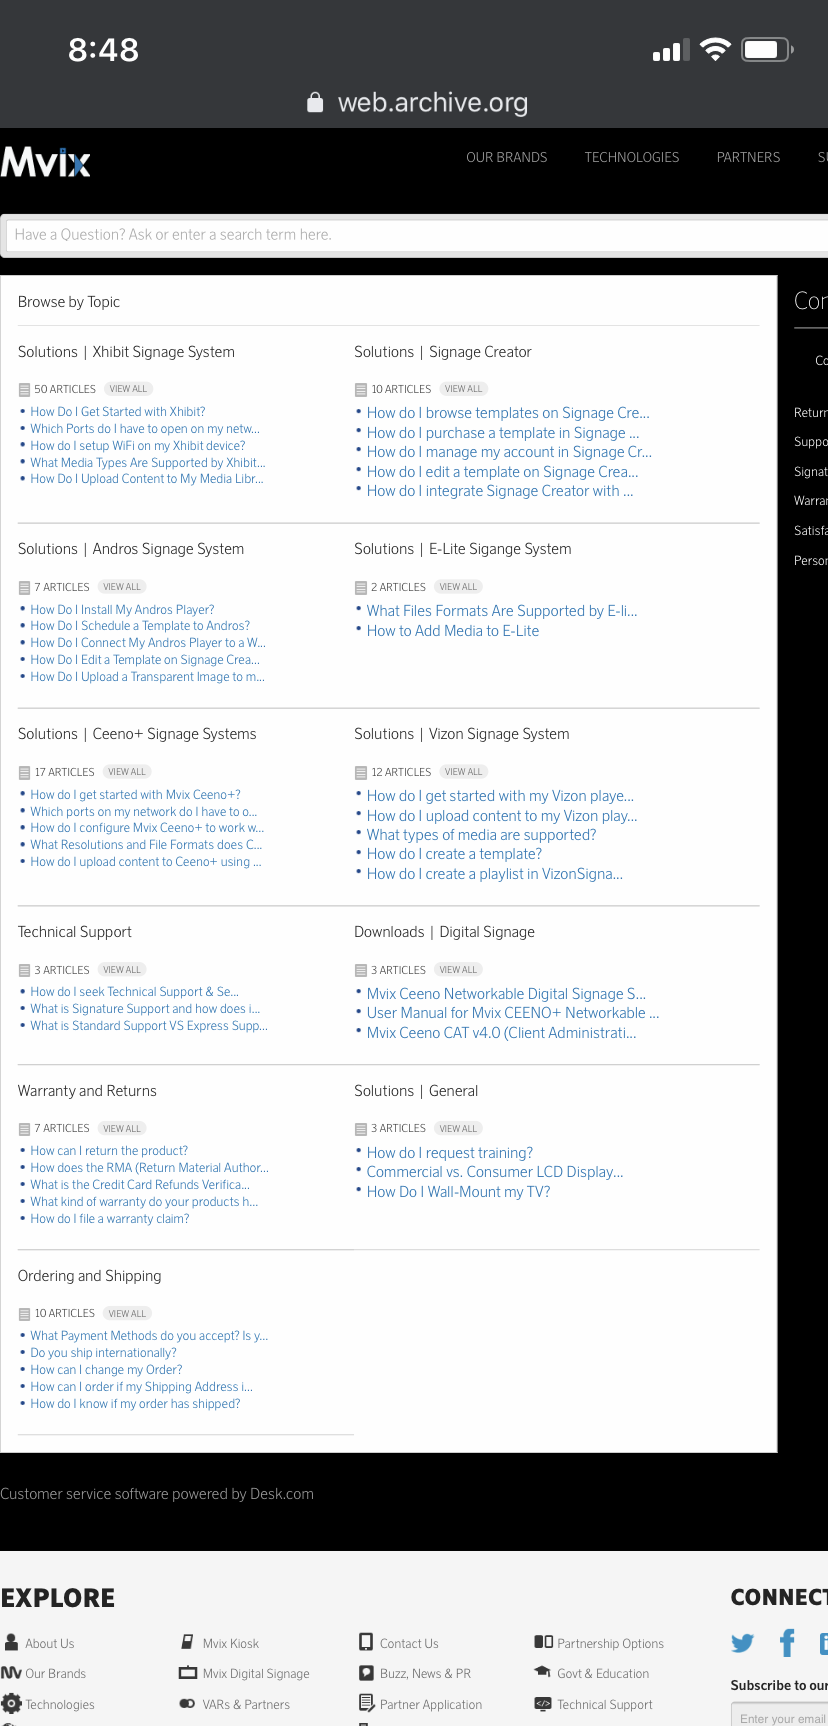 8:48
web.archive.org
Mvix
OUR BRANDS TECHNOLOGIES PARTNERS
Have a Question? Ask or enter a search term here.
Browse by Topic
Solutions | Xhibit Signage System
50 ARTICLES VIEW ALL
How Do I Get Started with Xhibit?
Which Ports do I have to open on my netw...
How do I setup WiFi on my Xhibit device?
What Media Types Are Supported by Xhibit...
How Do I Upload Content to My Media Libr...
Solutions | Signage Creator
10 ARTICLES VIEW ALL
How do I browse templates on Signage Cre...
How do I purchase a template in Signage ...
How do I manage my account in Signage Cr...
How do I edit a template on Signage Crea...
How do I integrate Signage Creator with ...
Solutions | Andros Signage System
7 ARTICLES VIEW ALL
How Do I Install My Andros Player?
How Do I Schedule a Template to Andros?
How Do I Connect My Andros Player to a W...
How Do I Edit a Template on Signage Crea...
How Do I Upload a Transparent Image to m...
Solutions | E-Lite Sigange System
2 ARTICLES VIEW ALL
What Files Formats Are Supported by E-li...
How to Add Media to E-Lite
Solutions | Ceeno+ Signage Systems
17 ARTICLES VIEW ALL
How do I get started with Mvix Ceeno+?
Which ports on my network do I have to o...
How do I configure Mvix Ceeno+ to work w...
What Resolutions and File Formats does C...
How do I upload content to Ceeno+ using ...
Solutions | Vizon Signage System
12 ARTICLES VIEW ALL
How do I get started with my Vizon playe...
How do I upload content to my Vizon play...
What types of media are supported?
How do I create a template?
How do I create a playlist in VizonSigna...
Technical Support
3 ARTICLES VIEW ALL
How do I seek Technical Support & Se...
What is Signature Support and how does i...
What is Standard Support VS Express Supp...
Downloads | Digital Signage
3 ARTICLES VIEW ALL
Mvix Ceeno Networkable Digital Signage S...
User Manual for Mvix CEENO+ Networkable ...
Mvix Ceeno CAT v4.0 (Client Administrati...
Warranty and Returns
7 ARTICLES VIEW ALL
How can I return the product?
How does the RMA (Return Material Author...
What is the Credit Card Refunds Verifica...
What kind of warranty do your products h...
How do I file a warranty claim?
Solutions | General
3 ARTICLES VIEW ALL
How do I request training?
Commercial vs. Consumer LCD Display...
How Do I Wall-Mount my TV?
Ordering and Shipping
10 ARTICLES VIEW ALL
What Payment Methods do you accept? Is y...
Do you ship internationally?
How can I change my Order?
How can I order if my Shipping Address i...
How do I know if my order has shipped?
Con
Co
Return
Suppo
Signat
Warran
Satisfa
Person
Customer service software powered by Desk.com
EXPLORE
About Us Mvix Kiosk Contact Us Partnership Options
Our Brands Mvix Digital Signage Buzz, News & PR Govt & Education
Technologies VARs & Partners Partner Application Technical Support
CONNECT
Subscribe to our
Enter your email